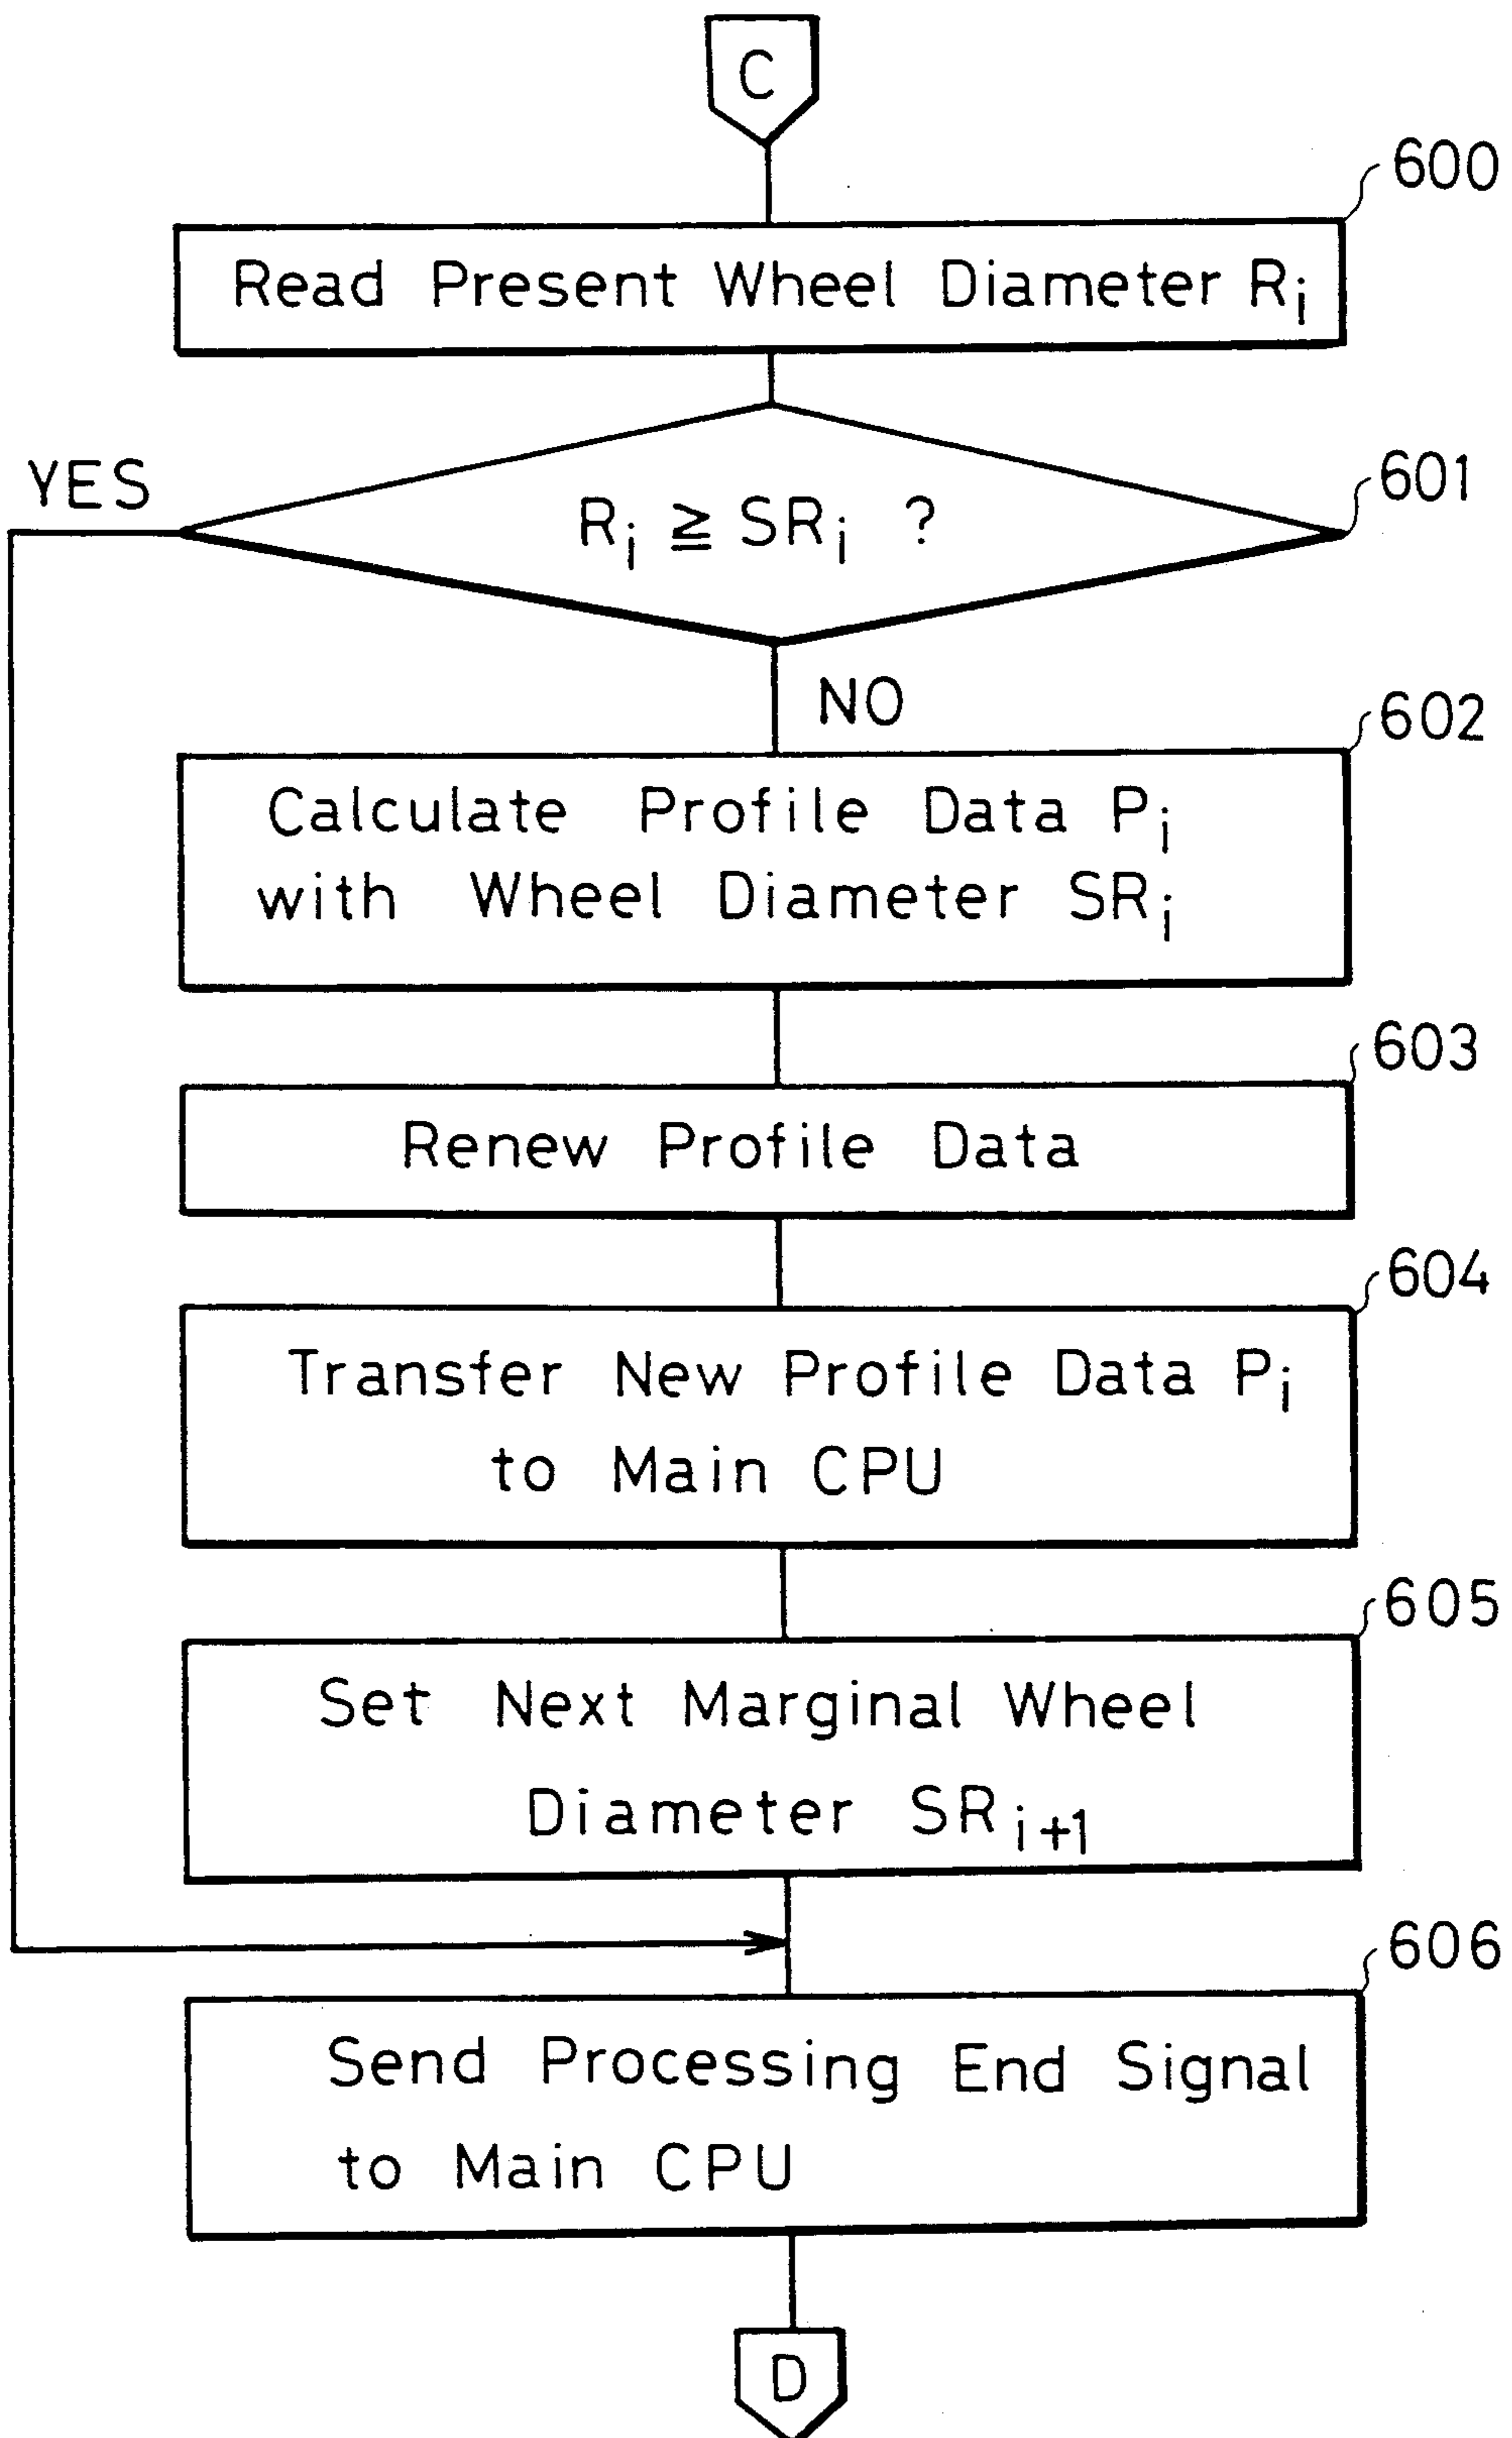 C
600
Read Present Wheel Diameter Ri
YES
601
Ri ≧ SRi ?
NO
602
Calculate Profile Data Pi
with Wheel Diameter SRi
603
Renew Profile Data
604
Transfer New Profile Data Pi
to Main CPU
605
Set Next Marginal Wheel
Diameter SRi+1
606
Send Processing End Signal
to Main CPU
D